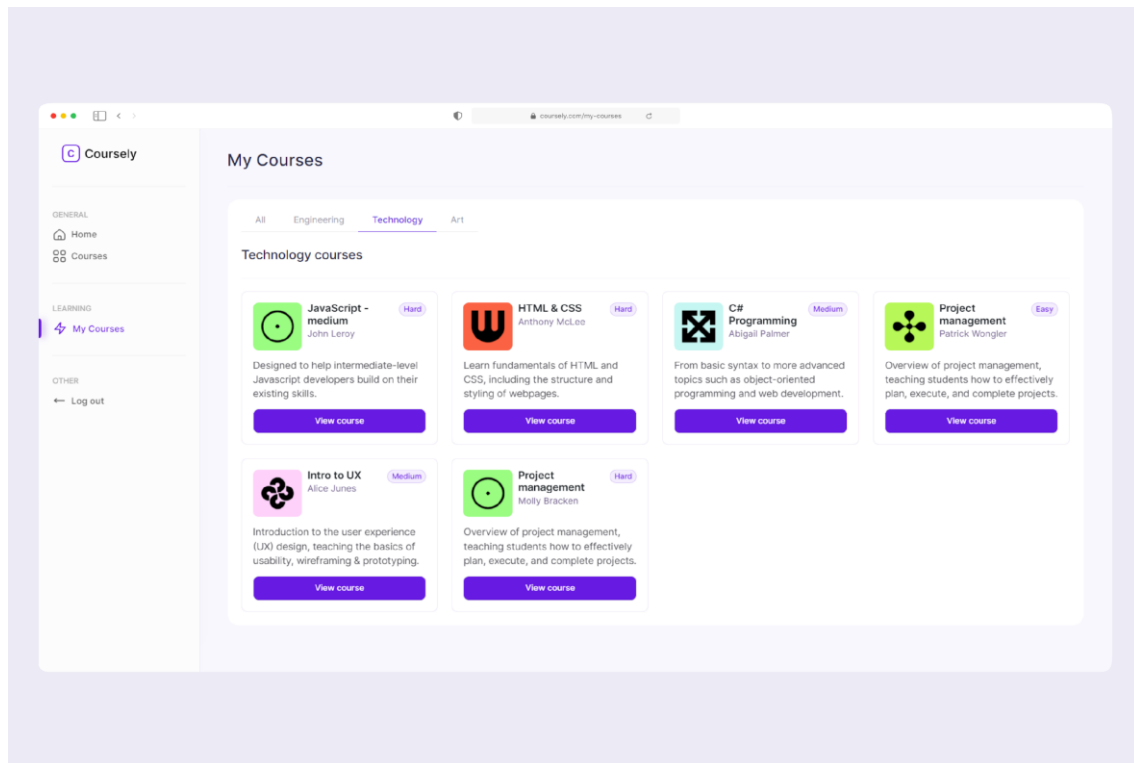 coursely.com/my-courses
C Coursely
My Courses
GENERAL
Home
Courses
LEARNING
My Courses
OTHER
Log out
All Engineering Technology Art
Technology courses
JavaScript -
medium
Hard
John Leroy
Designed to help intermediate-level
Javascript developers build on their
existing skills.
View course
HTML & CSS
Hard
Anthony McLee
Learn fundamentals of HTML and
CSS, including the structure and
styling of webpages.
View course
C#
Programming
Medium
Abigail Palmer
From basic syntax to more advanced
topics such as object-oriented
programming and web development.
View course
Project
management
Easy
Patrick Wongler
Overview of project management,
teaching students how to effectively
plan, execute, and complete projects.
View course
Intro to UX
Medium
Alice Junes
Introduction to the user experience
(UX) design, teaching the basics of
usability, wireframing & prototyping.
View course
Project
management
Hard
Molly Bracken
Overview of project management,
teaching students how to effectively
plan, execute, and complete projects.
View course